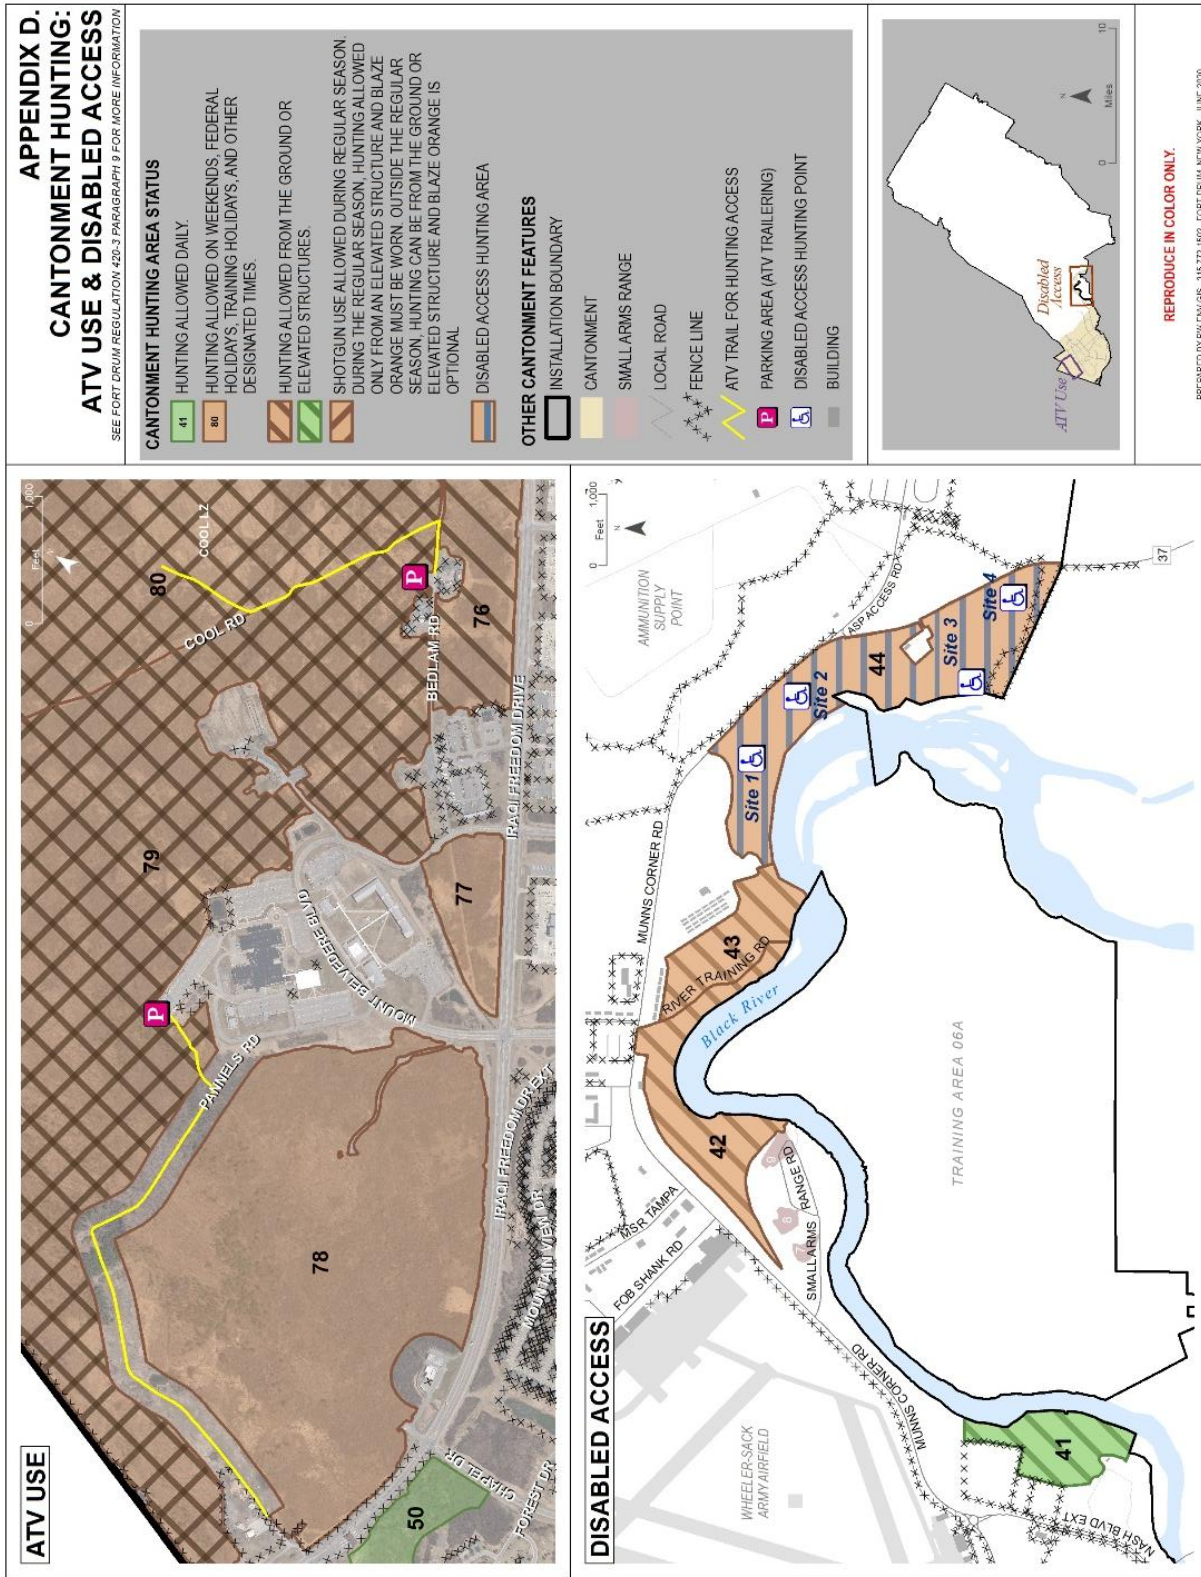 APPENDIX D.
CANTONMENT HUNTING:
ATV USE & DISABLED ACCESS
SEE FORT DRUM REGULATION 420-3 PARAGRAPH 9 FOR MORE INFORMATION
CANTONMENT HUNTING AREA STATUS
41
HUNTING ALLOWED DAILY.
80
HUNTING ALLOWED ON WEEKENDS, FEDERAL
HOLIDAYS, TRAINING HOLIDAYS, AND OTHER
DESIGNATED TIMES.
HUNTING ALLOWED FROM THE GROUND OR
ELEVATED STRUCTURES.
SHOTGUN USE ALLOWED DURING REGULAR SEASON.
DURING THE REGULAR SEASON, HUNTING ALLOWED
ONLY FROM AN ELEVATED STRUCTURE AND BLAZE
ORANGE MUST BE WORN. OUTSIDE THE REGULAR
SEASON, HUNTING CAN BE FROM THE GROUND OR
ELEVATED STRUCTURE AND BLAZE ORANGE IS
OPTIONAL
DISABLED ACCESS HUNTING AREA
OTHER CANTONMENT FEATURES
INSTALLATION BOUNDARY
CANTONMENT
SMALL ARMS RANGE
LOCAL ROAD
FENCE LINE
ATV TRAIL FOR HUNTING ACCESS
P
PARKING AREA (ATV TRAILERING)
DISABLED ACCESS HUNTING POINT
BUILDING
ATV Use
Disabled
Access
N
0
10
Miles
REPRODUCE IN COLOR ONLY.
ATV USE
0
1,000
Feet
N
80
COOL LZ
COOL RD
79
P
BEDLAM RD
76
P
PANNELS RD
MOUNT BELVEDERE BLVD
77
IRAQI FREEDOM DRIVE
78
IRAQI FREEDOM DR EXT
MOUNTAIN VIEW DR
50
CHAPEL DR
FOREST DR
DISABLED ACCESS
0
1,000
Feet
N
AMMUNITION
SUPPLY
POINT
ASP ACCESS RD
MUNNS CORNER RD
Site 1
Site 2
44
Site 3
Site 4
37
43
RIVER TRAINING RD
Black River
42
MSR TAMPA
FOB SHANK RD
9
8
7
RANGE RD
SMALL ARMS
MUNNS CORNER RD
WHEELER-SACK
ARMY AIRFIELD
TRAINING AREA 06A
41
NASH BLVD EXT